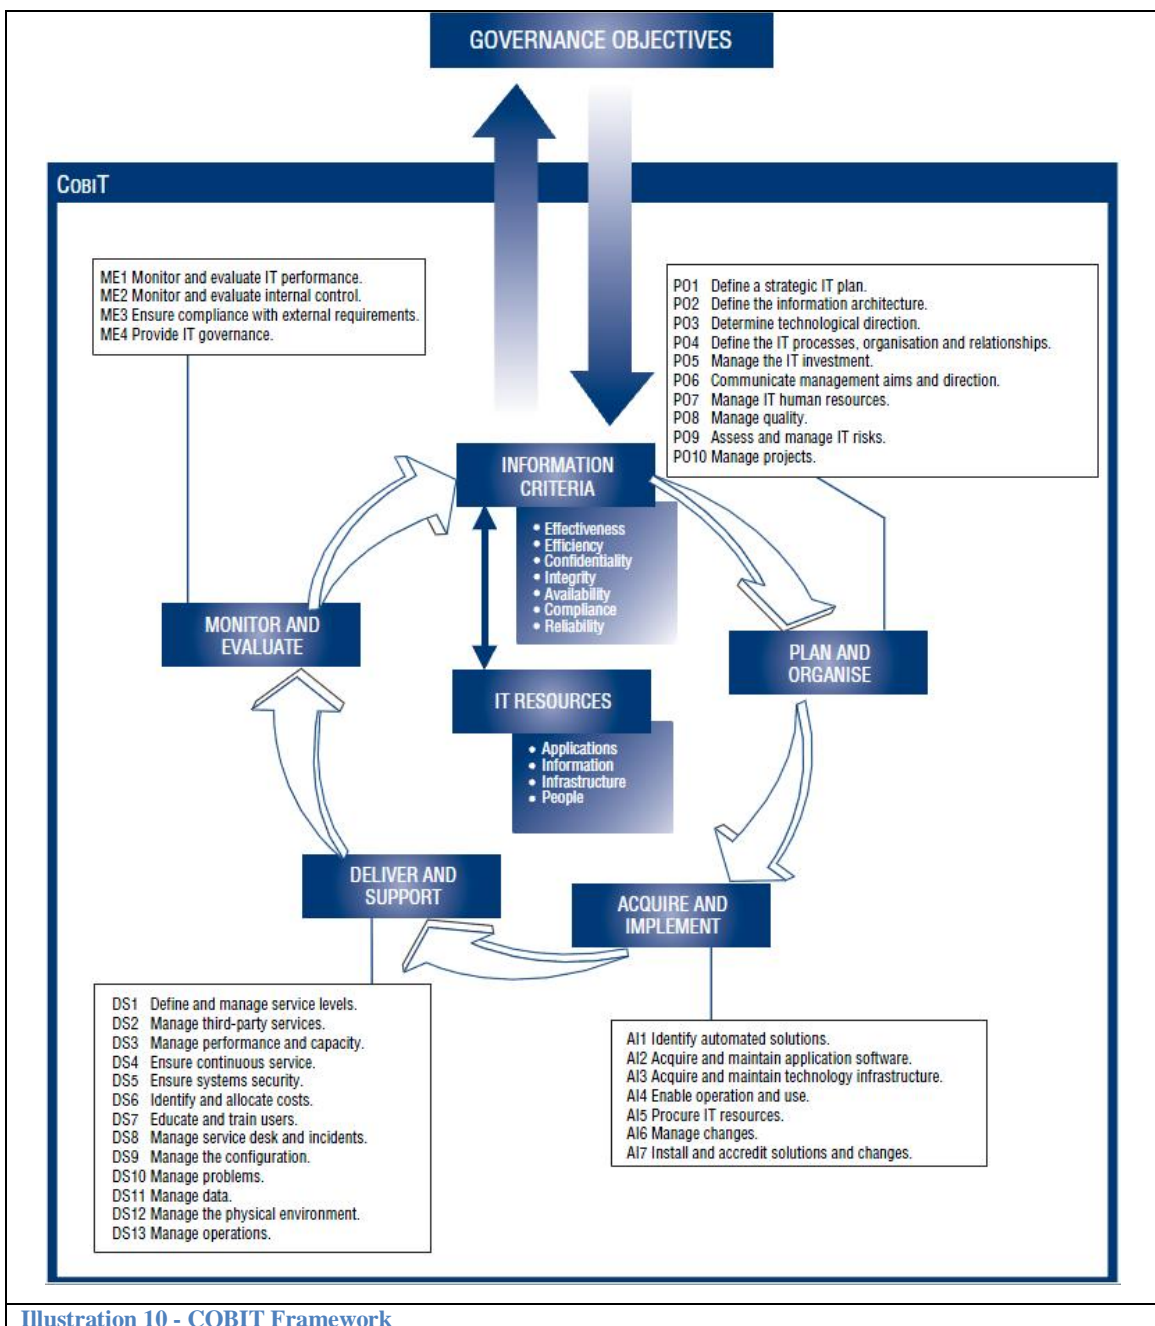 GOVERNANCE OBJECTIVES
COBIT
ME1 Monitor and evaluate IT performance.
ME2 Monitor and evaluate internal control.
ME3 Ensure compliance with external requirements.
ME4 Provide IT governance.
PO1 Define a strategic IT plan.
PO2 Define the information architecture.
PO3 Determine technological direction.
PO4 Define the IT processes, organisation and relationships.
PO5 Manage the IT investment.
PO6 Communicate management aims and direction.
PO7 Manage IT human resources.
PO8 Manage quality.
PO9 Assess and manage IT risks.
PO10 Manage projects.
INFORMATION
CRITERIA
• Effectiveness
• Efficiency
• Confidentiality
• Integrity
• Availability
• Compliance
• Reliability
MONITOR AND
EVALUATE
PLAN AND
ORGANISE
IT RESOURCES
• Applications
• Information
• Infrastructure
• People
DELIVER AND
SUPPORT
ACQUIRE AND
IMPLEMENT
DS1 Define and manage service levels.
DS2 Manage third-party services.
DS3 Manage performance and capacity.
DS4 Ensure continuous service.
DS5 Ensure systems security.
DS6 Identify and allocate costs.
DS7 Educate and train users.
DS8 Manage service desk and incidents.
DS9 Manage the configuration.
DS10 Manage problems.
DS11 Manage data.
DS12 Manage the physical environment.
DS13 Manage operations.
AI1 Identify automated solutions.
AI2 Acquire and maintain application software.
AI3 Acquire and maintain technology infrastructure.
AI4 Enable operation and use.
AI5 Procure IT resources.
AI6 Manage changes.
AI7 Install and accredit solutions and changes.
Illustration 10 - COBIT Framework